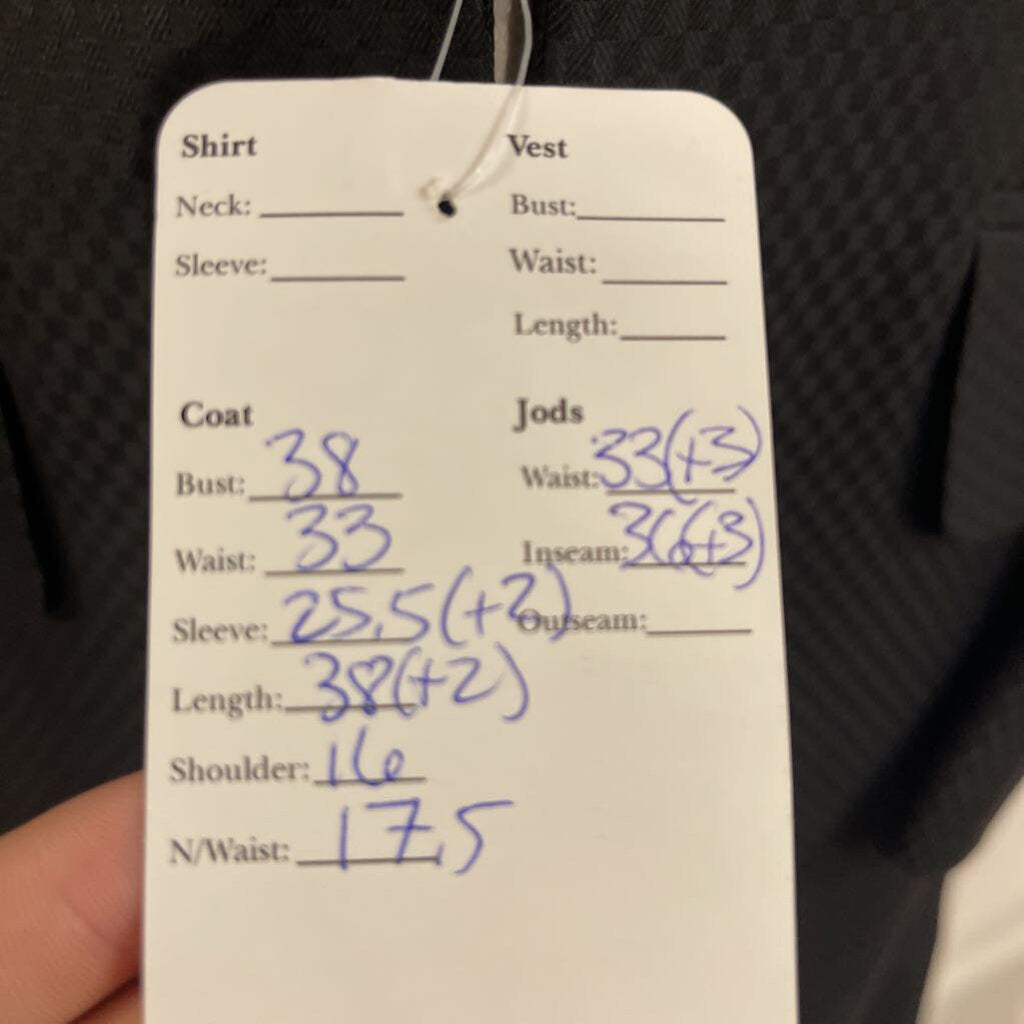 Shirt
Neck:
Sleeve:
Vest
Bust:
Waist:
Length:
Coat
Bust: 38
Waist: 33
Sleeve: 25.5 (+2)
Length: 38 (+2)
Shoulder: 16
N/Waist: 17.5
Jods
Waist: 33 (+3)
Inseam: 36 (+3)
Outseam: